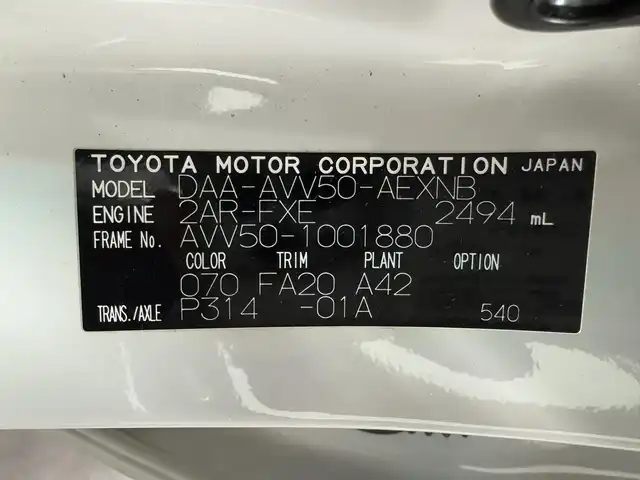 TOYOTA MOTOR CORPORATION JAPAN
MODEL DAA-AVV50-AEXNB
ENGINE 2AR-FXE 2494 mL
FRAME No. AVV50-1001880
COLOR TRIM PLANT OPTION
070 FA20 A42
TRANS./AXLE P314 -01A 540